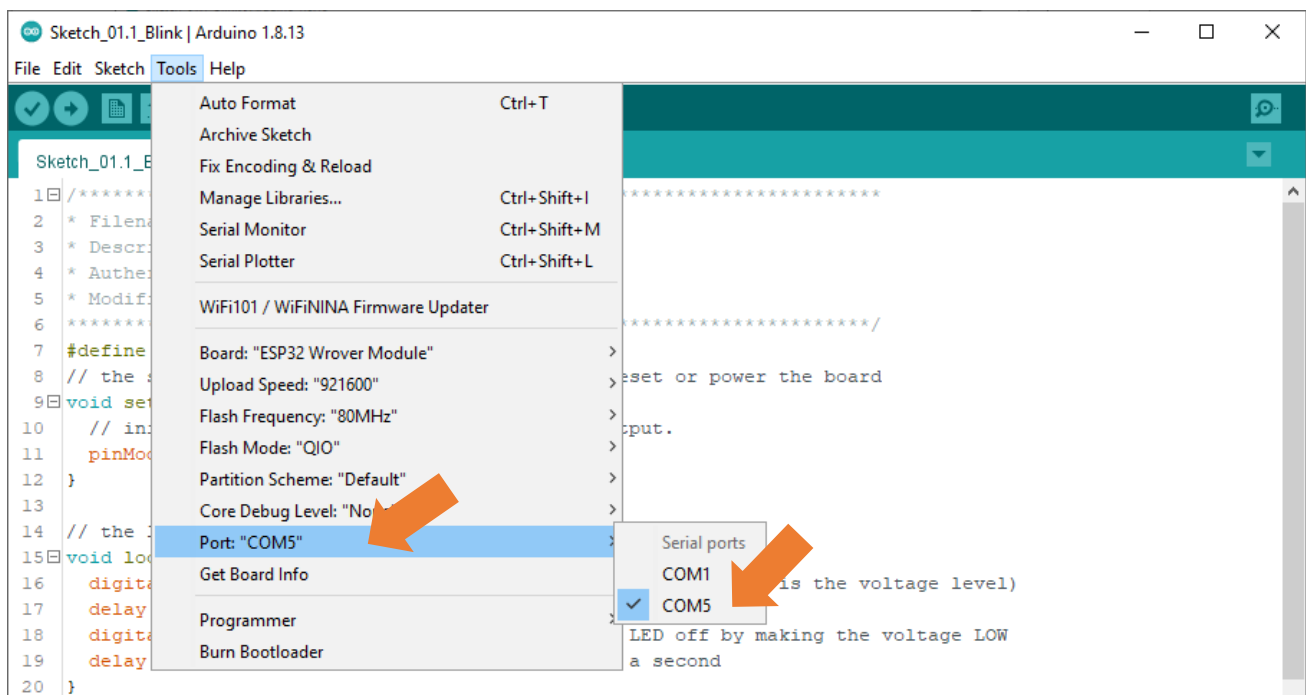 Sketch_01.1_Blink | Arduino 1.8.13
File Edit Sketch Tools Help
Auto Format Ctrl+T
Archive Sketch
Fix Encoding & Reload
Manage Libraries... Ctrl+Shift+I
Serial Monitor Ctrl+Shift+M
Serial Plotter Ctrl+Shift+L
WiFi101 / WiFiNINA Firmware Updater
Board: "ESP32 Wrover Module"
Upload Speed: "921600"
Flash Frequency: "80MHz"
Flash Mode: "QIO"
Partition Scheme: "Default"
Core Debug Level:
Port: "COM5"
Get Board Info
Programmer
Burn Bootloader
Serial ports
COM1
COM5
Sketch_01.1_B
1 /******* ***********************
2 * Filen
3 * Descr
4 * Authe
5 * Modif
6 ******** **********************/
7 #define
8 // the eset or power the board
9 void set
10 // in tput.
11 pinMod
12 }
13
14 // the
15 void loo
16 digita is the voltage level)
17 delay
18 digita LED off by making the voltage LOW
19 delay a second
20 }